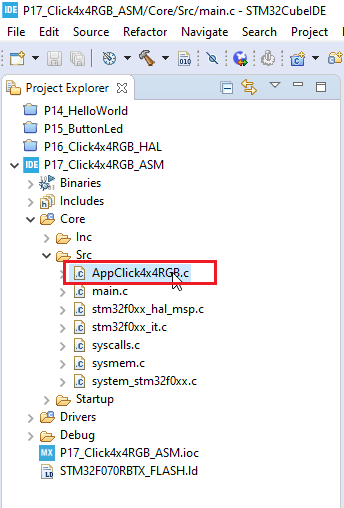 IDE P17_Click4x4RGB_ASM/Core/Src/main.c - STM32CubeIDE
File Edit Source Refactor Navigate Search Project
Project Explorer
P14_HelloWorld
P15_ButtonLed
P16_Click4x4RGB_HAL
IDE P17_Click4x4RGB_ASM
Binaries
Includes
Core
Inc
Src
.c AppClick4x4RGB.c
.c main.c
.c stm32f0xx_hal_msp.c
.c stm32f0xx_it.c
.c syscalls.c
.c sysmem.c
.c system_stm32f0xx.c
Startup
Drivers
Debug
MX P17_Click4x4RGB_ASM.ioc
STM32F070RBTX_FLASH.ld